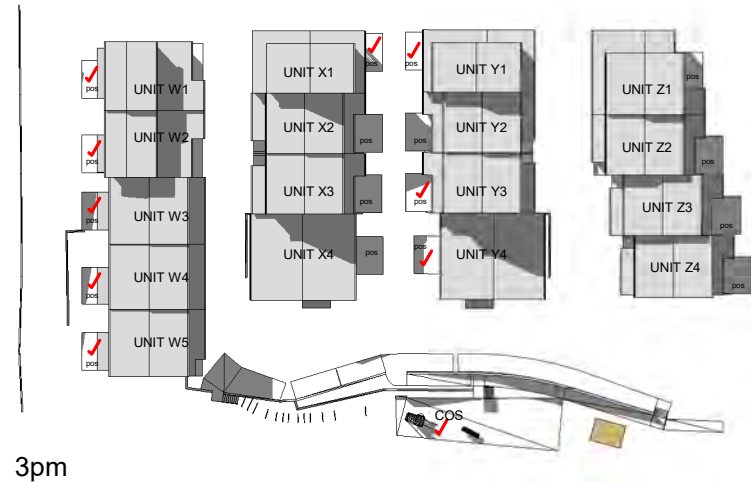 UNIT W1
pos
UNIT W2
pos
UNIT W3
pos
UNIT W4
pos
UNIT W5
pos
UNIT X1
pos
UNIT X2
pos
UNIT X3
pos
UNIT X4
pos
UNIT Y1
pos
UNIT Y2
pos
UNIT Y3
pos
UNIT Y4
pos
UNIT Z1
pos
UNIT Z2
pos
UNIT Z3
pos
UNIT Z4
pos
COS
3pm